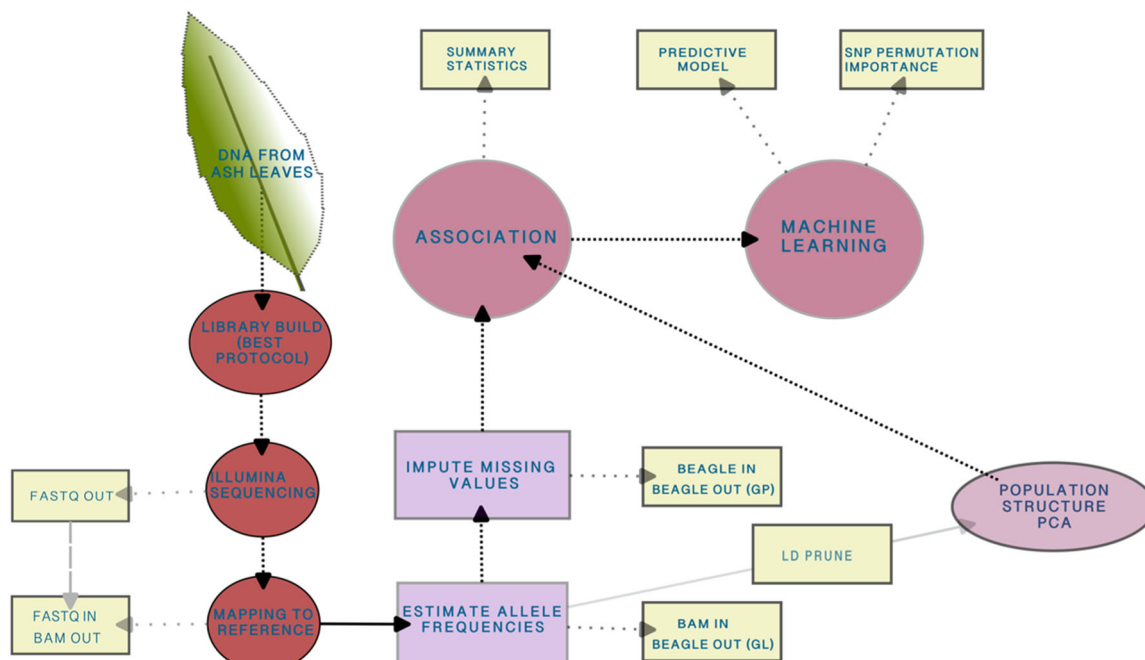 SUMMARY
STATISTICS
PREDICTIVE
MODEL
SNP PERMUTATION
IMPORTANCE
DNA FROM
ASH LEAVES
ASSOCIATION
MACHINE
LEARNING
LIBRARY BUILD
(BEST
PROTOCOL)
ILLUMINA
SEQUENCING
FASTQ OUT
IMPUTE MISSING
VALUES
BEAGLE IN
BEAGLE OUT (GP)
POPULATION
STRUCTURE
PCA
LD PRUNE
FASTQ IN
BAM OUT
MAPPING TO
REFERENCE
ESTIMATE ALLELE
FREQUENCIES
BAM IN
BEAGLE OUT (GL)